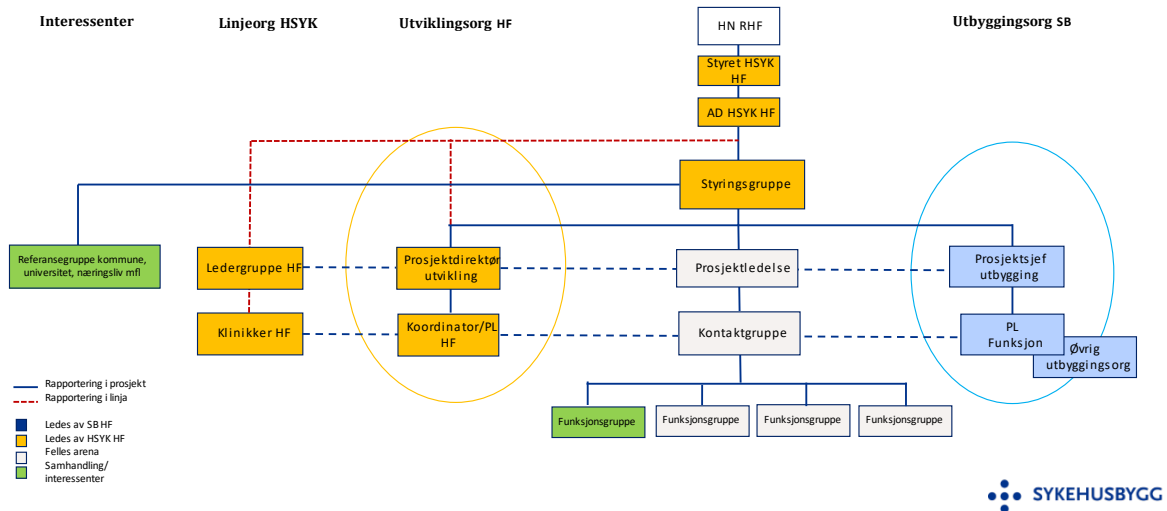 Interessenter
Linjeorg HSYK
Utviklingsorg HF
Utbyggingsorg SB
HN RHF
Styret HSYK
HF
AD HSYK HF
Styringsgruppe
Referansegruppe kommune,
universitet, næringsliv mfl
Ledergruppe HF
Prosjektdirektør
utvikling
Prosjektledelse
Prosjektsjef
utbygging
Klinikker HF
Koordinator/PL
HF
Kontaktgruppe
PL
Funksjon
Øvrig
utbyggingsorg
Funksjonsgruppe
Funksjonsgruppe
Funksjonsgruppe
Funksjonsgruppe
Rapportering i prosjekt
Rapportering i linja
Ledes av SB HF
Ledes av HSYK HF
Felles arena
Samhandling/
interessenter
SYKEHUSBYGG